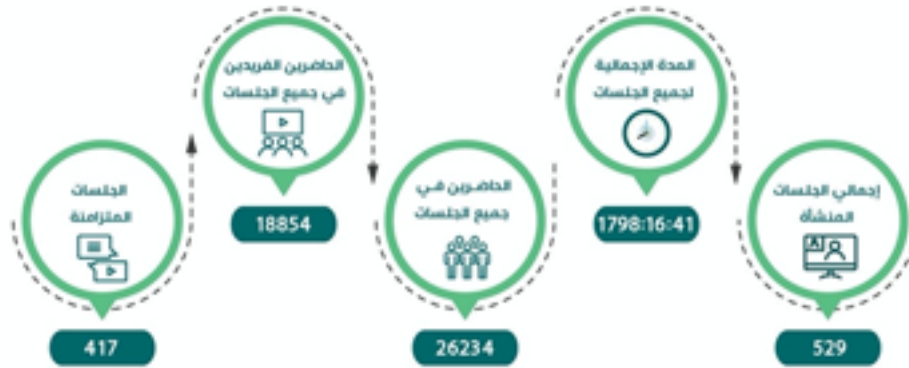 الجلسات
المتزامنة
417
الحاضرين الفريدين
في جميع الجلسات
18854
الحاضرين في
جميع الجلسات
26234
المدة الإجمالية
لجميع الجلسات
1798:16:41
إجمالي الجلسات
المنشأة
529